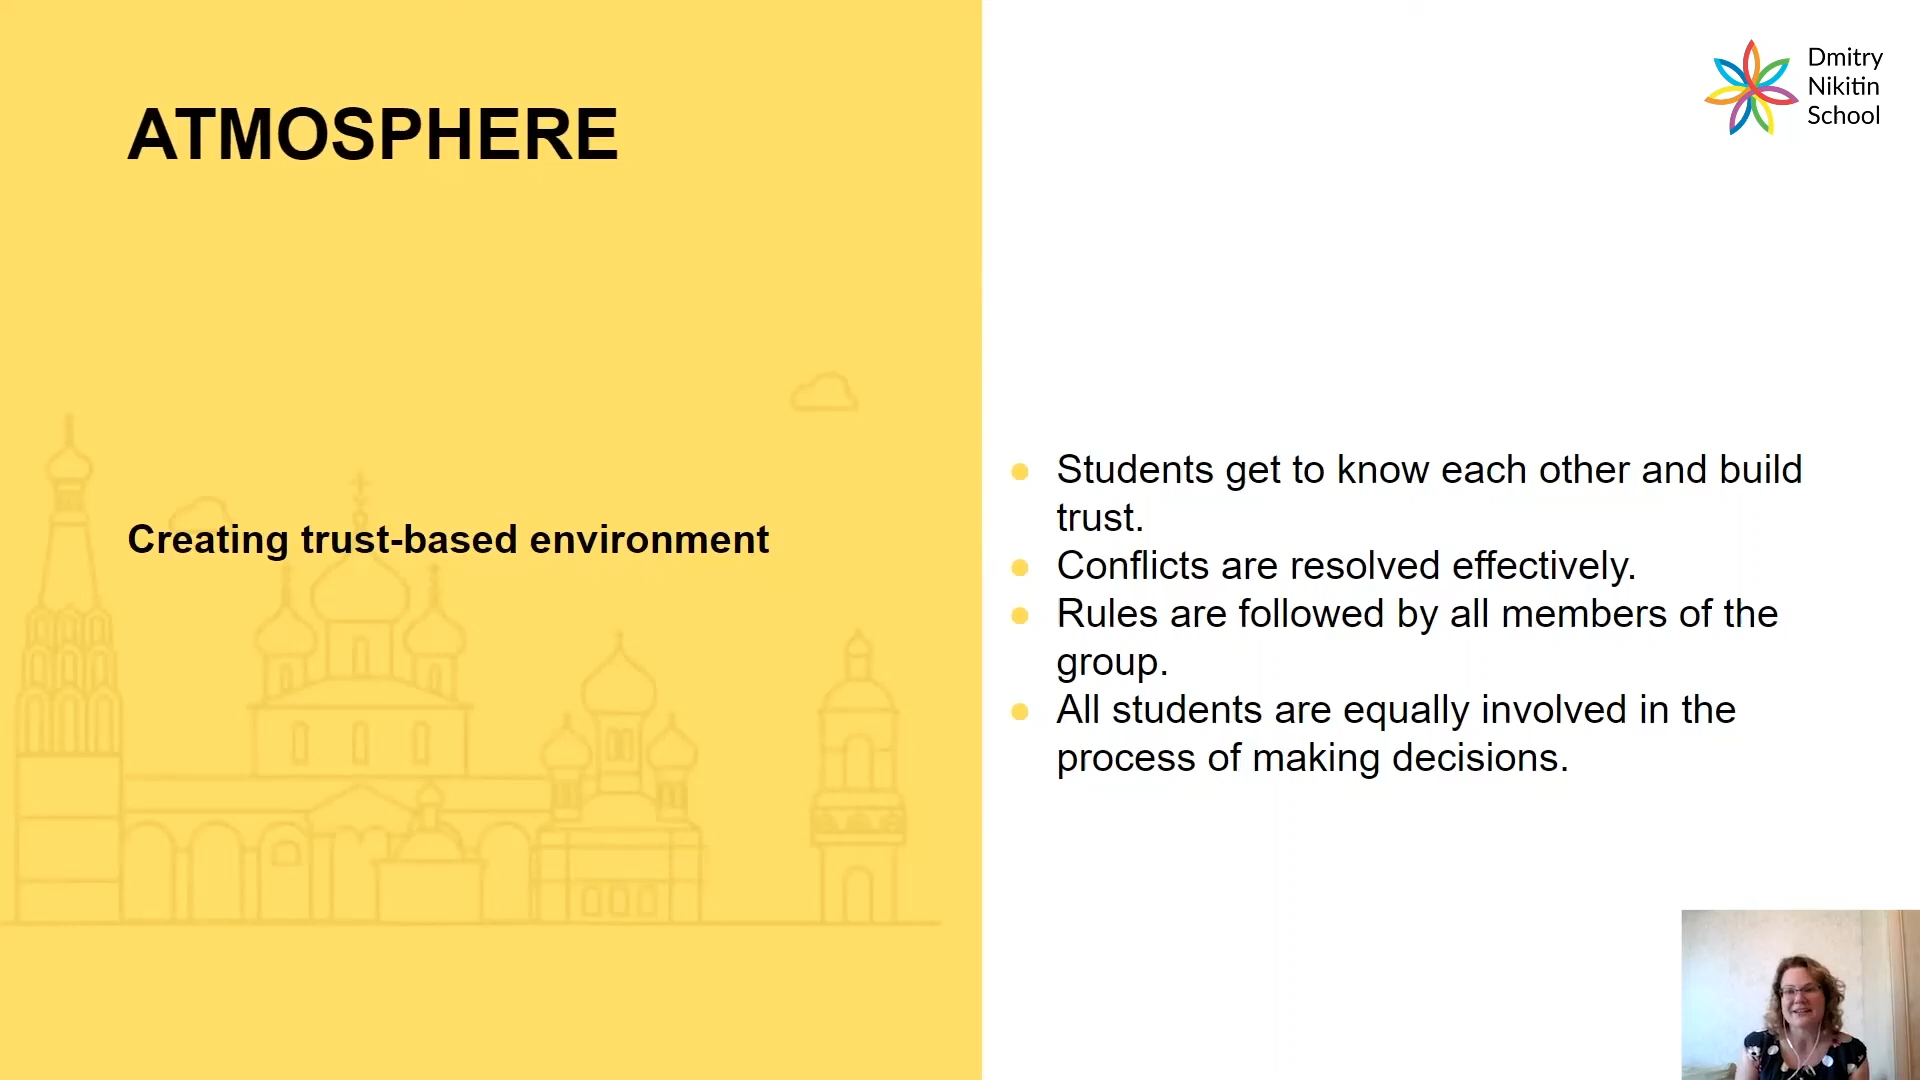 ATMOSPHERE
Creating trust-based environment
Dmitry
Nikitin
School
Students get to know each other and build
trust.
Conflicts are resolved effectively.
Rules are followed by all members of the
group.
All students are equally involved in the
process of making decisions.